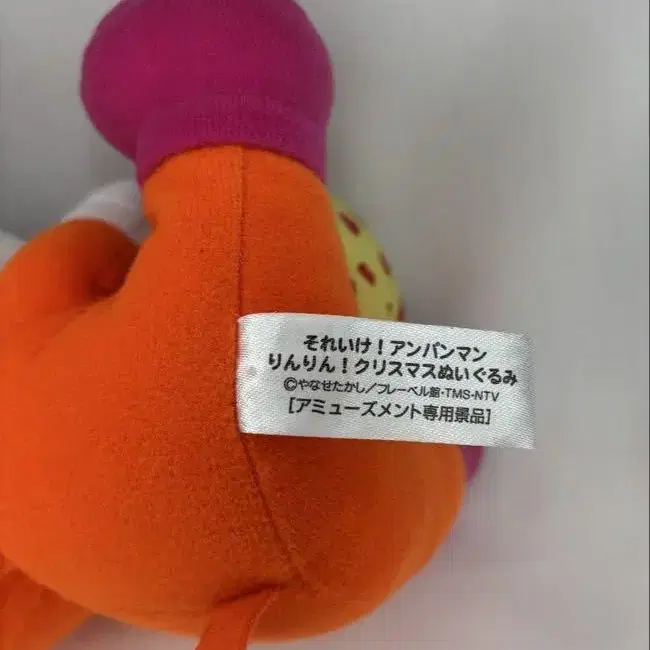 それいけ！アンパンマン
りんりん！クリスマスぬいぐるみ
©やなせたかし／フレーベル館・TMS-NTV
[アミューズメント専用景品]